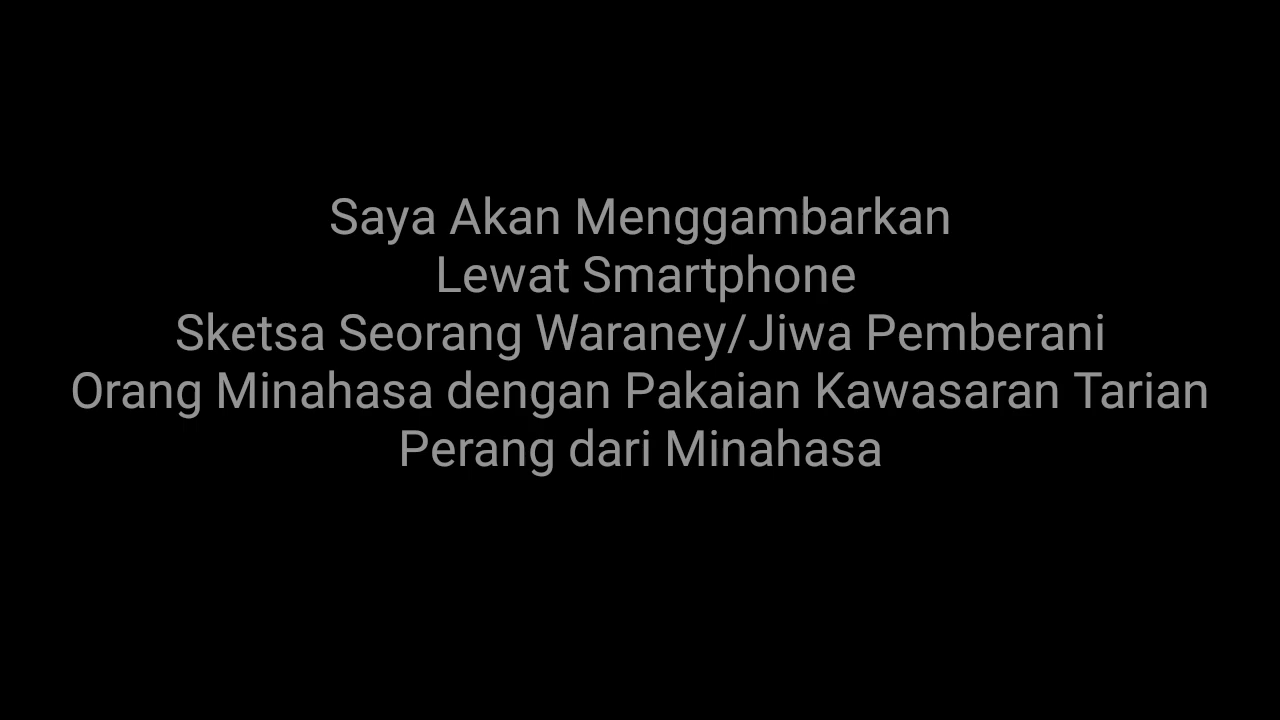 Saya Akan Menggambarkan
Lewat Smartphone
Sketsa Seorang Waraney/Jiwa Pemberani
Orang Minahasa dengan Pakaian Kawasaran Tarian
Perang dari Minahasa